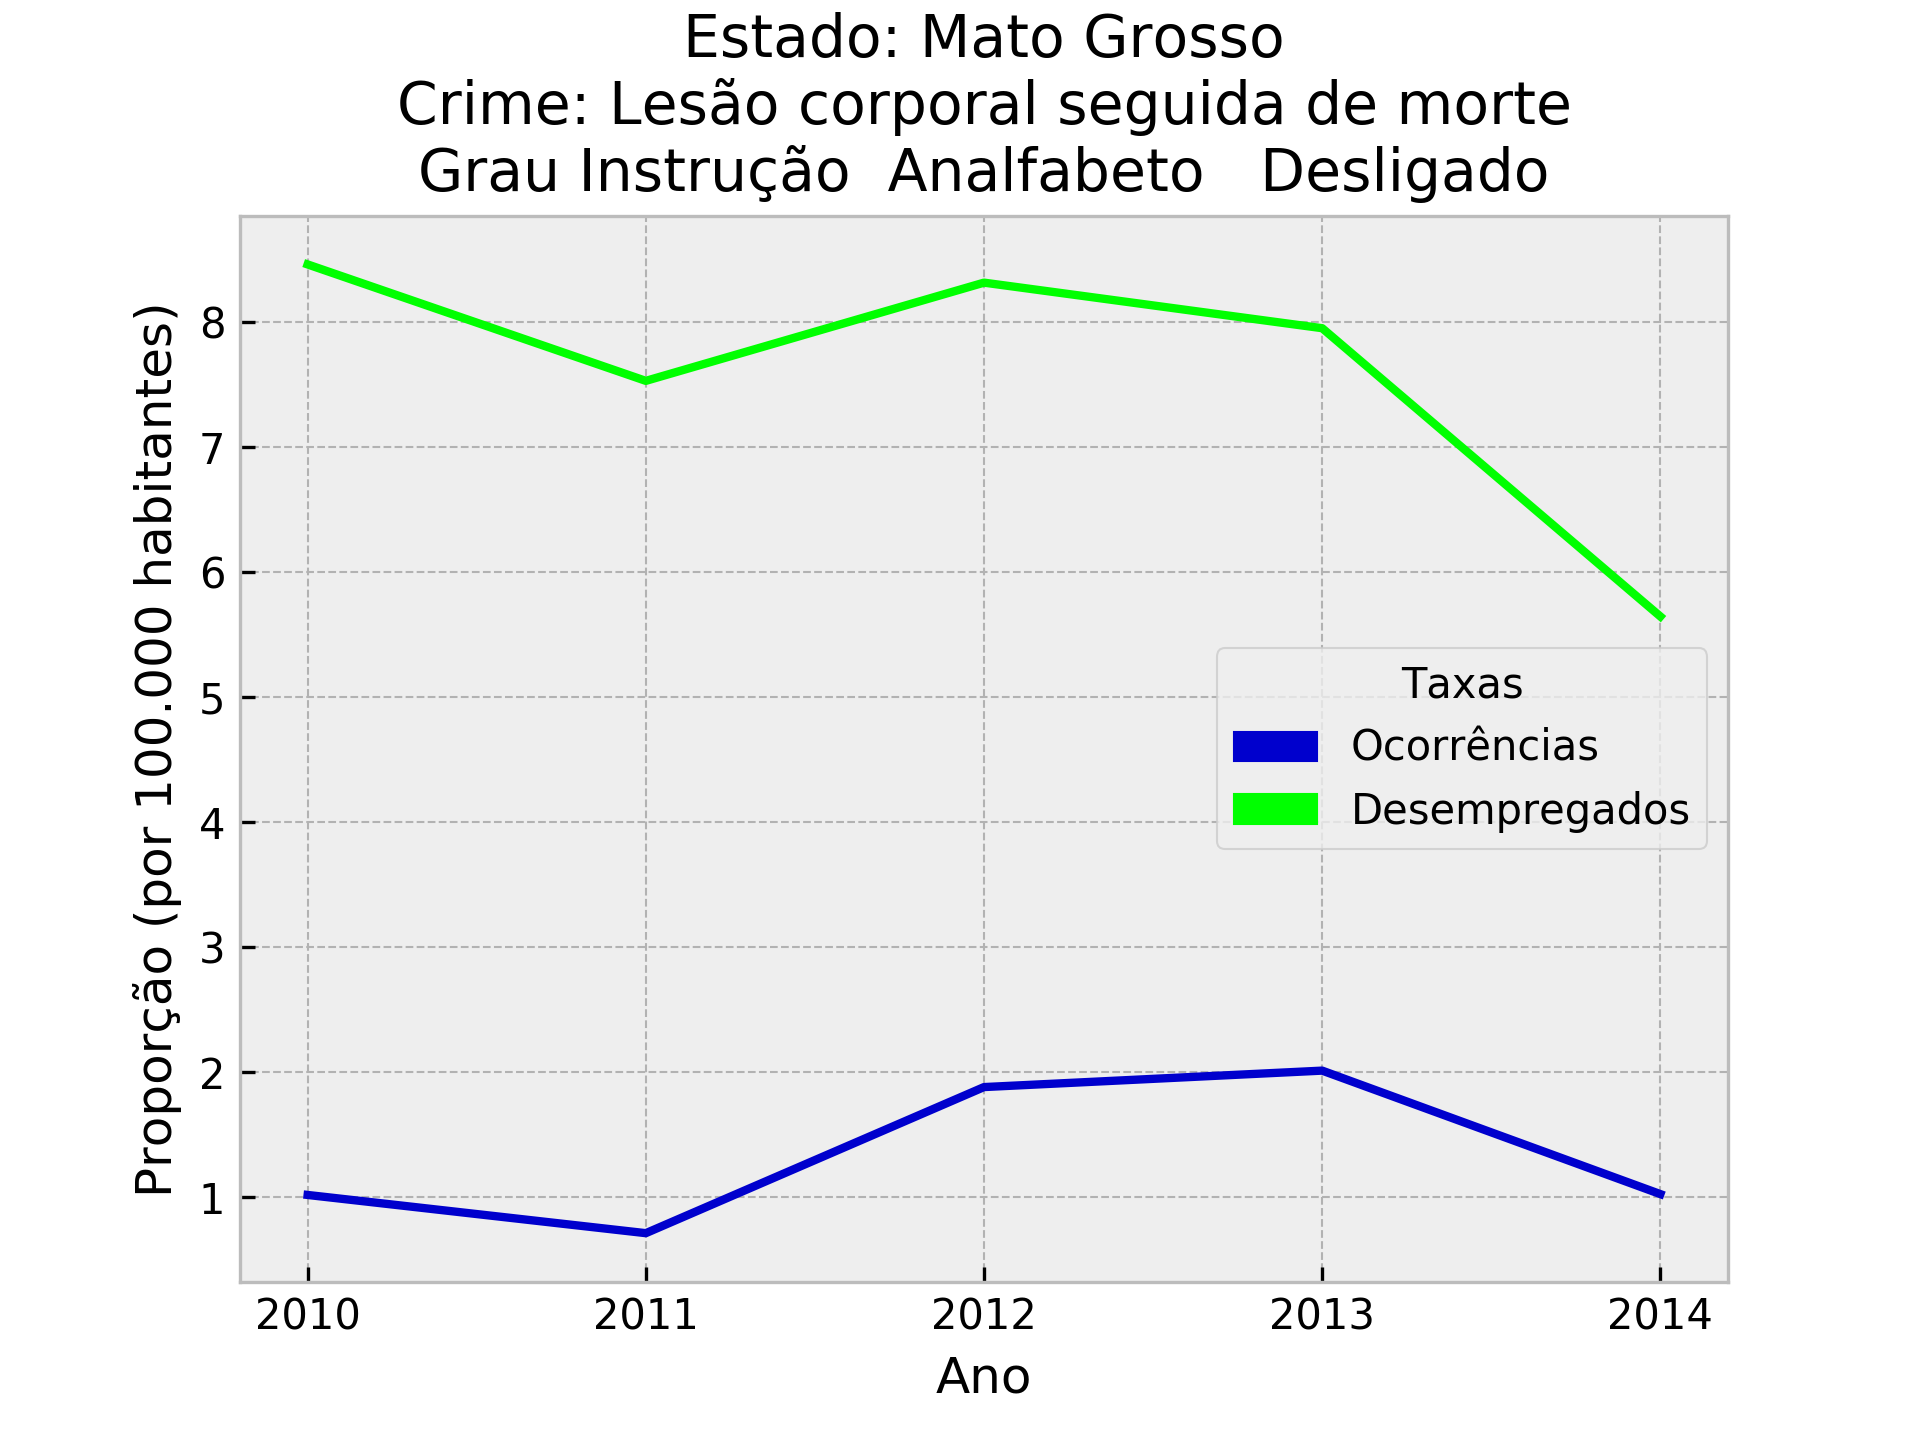 Estado: Mato Grosso
Crime: Lesão corporal seguida de morte
Grau Instrução  Analfabeto   Desligado
Proporção (por 100.000 habitantes)
8
7
6
5
4
3
2
1
Taxas
Ocorrências
Desempregados
2010 2011 2012 2013 2014
Ano